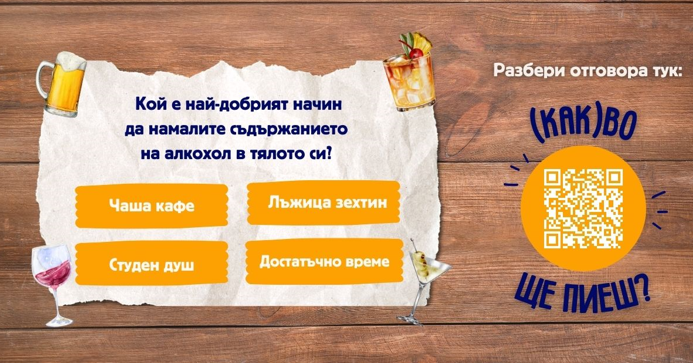 Кой е най-добрият начин
да намалите съдържанието
на алкохол в тялото си?
Чаша кафе
Лъжица зехтин
Студен душ
Достатъчно време
Разбери отговора тук:
(КАК)ВО
ЩЕ ПИЕШ?